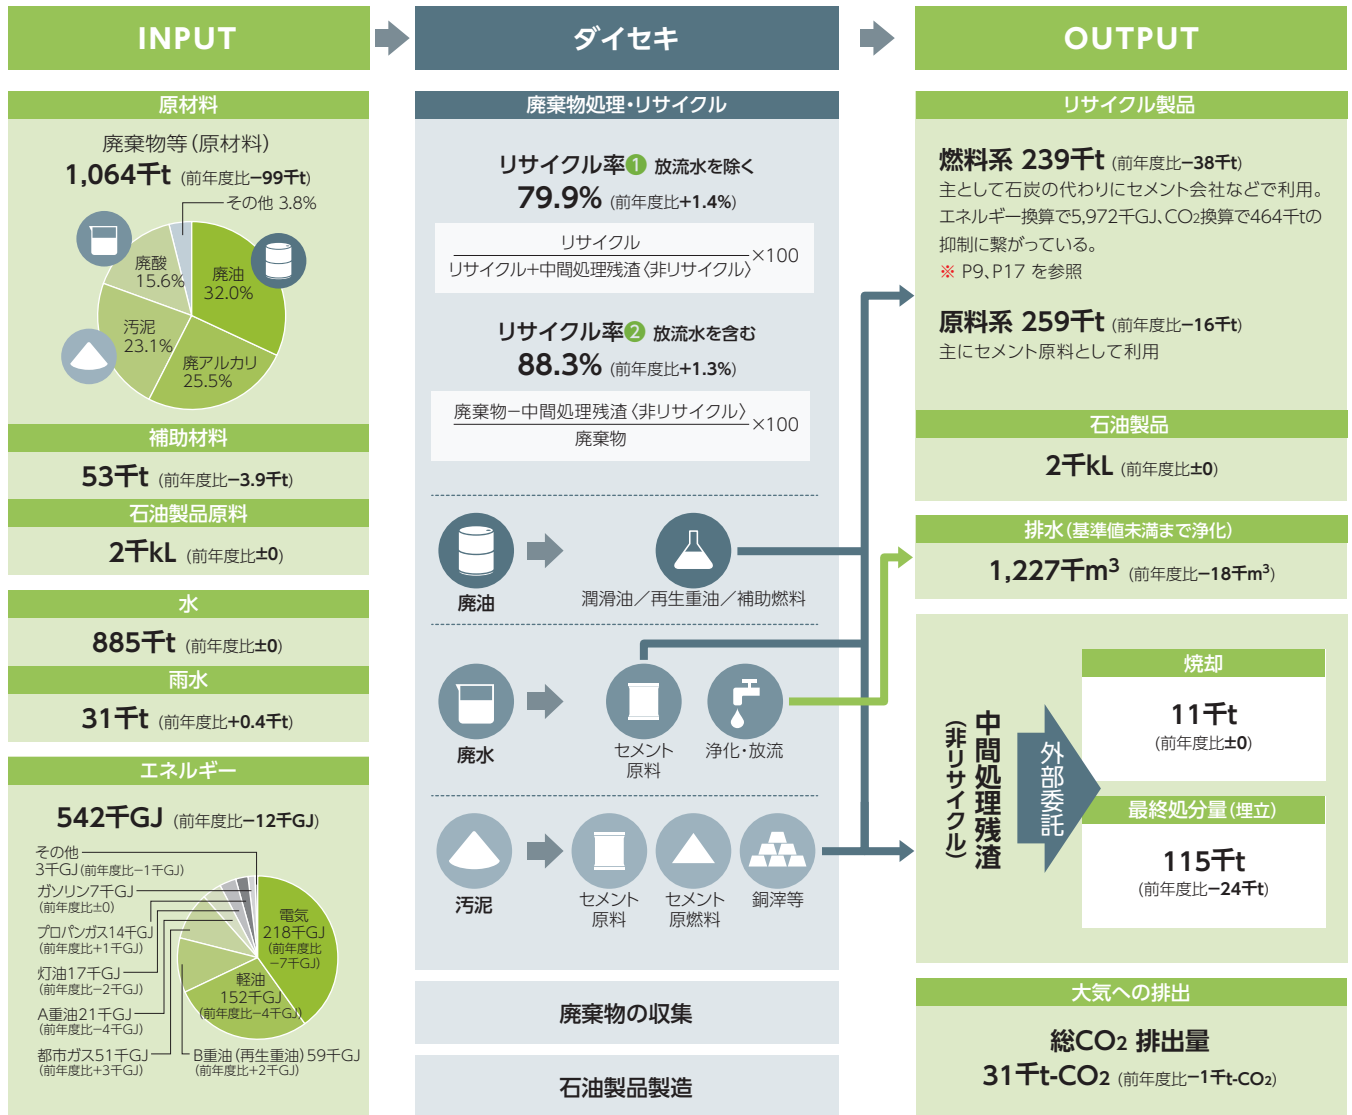 INPUT
原材料
廃棄物等（原材料）
1,064千t（前年度比−99千t）
その他 3.8%
廃油
32.0%
廃アルカリ
25.5%
汚泥
23.1%
廃酸
15.6%
補助材料
53千t（前年度比−3.9千t）
石油製品原料
2千kL（前年度比±0）
水
885千t（前年度比±0）
雨水
31千t（前年度比+0.4千t）
エネルギー
542千GJ（前年度比−12千GJ）
その他
3千GJ（前年度比−1千GJ）
ガソリン7千GJ
（前年度比±0）
プロパンガス14千GJ
（前年度比+1千GJ）
灯油17千GJ
（前年度比−2千GJ）
A重油21千GJ
（前年度比−4千GJ）
都市ガス51千GJ
（前年度比+3千GJ）
B重油（再生重油）59千GJ
（前年度比+2千GJ）
軽油
152千GJ
（前年度比−4千GJ）
電気
218千GJ
（前年度比
−7千GJ）
ダイセキ
廃棄物処理・リサイクル
リサイクル率❶ 放流水を除く
79.9%（前年度比+1.4%）
リサイクル
リサイクル+中間処理残渣〈非リサイクル〉
×100
リサイクル率❷ 放流水を含む
88.3%（前年度比+1.3%）
廃棄物−中間処理残渣〈非リサイクル〉
廃棄物
×100
廃油
潤滑油／再生重油／補助燃料
廃水
セメント
原料
浄化・放流
汚泥
セメント
原料
セメント
原燃料
銅滓等
廃棄物の収集
石油製品製造
OUTPUT
リサイクル製品
燃料系 239千t（前年度比−38千t）
主として石炭の代わりにセメント会社などで利用。
エネルギー換算で5,972千GJ、CO2換算で464千tの
抑制に繋がっている。
※ P9、P17 を参照
原料系 259千t（前年度比−16千t）
主にセメント原料として利用
石油製品
2千kL（前年度比±0）
排水（基準値未満まで浄化）
1,227千m³（前年度比−18千m³）
中間処理残渣
（非リサイクル）
外部委託
焼却
11千t
（前年度比±0）
最終処分量（埋立）
115千t
（前年度比−24千t）
大気への排出
総CO2 排出量
31千t-CO2（前年度比−1千t-CO2）